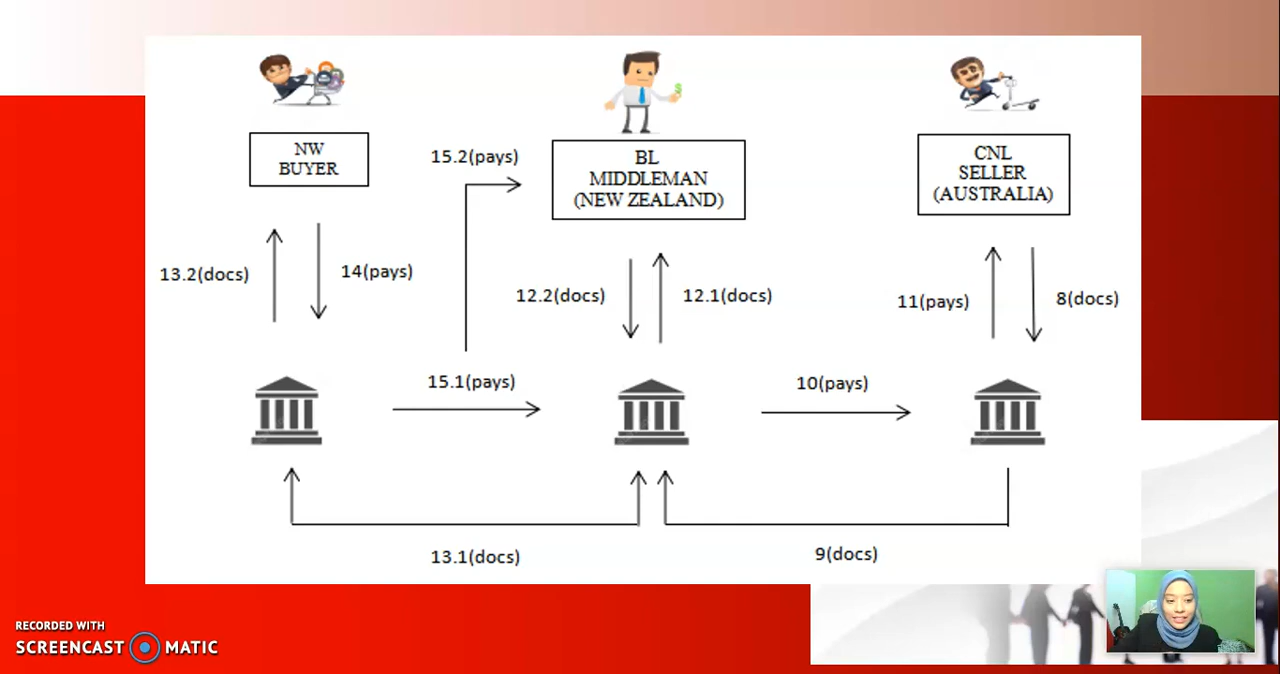 NW
BUYER
BL
MIDDLEMAN
(NEW ZEALAND)
CNL
SELLER
(AUSTRALIA)
15.2(pays)
13.2(docs)
14(pays)
12.2(docs)
12.1(docs)
11(pays)
8(docs)
15.1(pays)
10(pays)
13.1(docs)
9(docs)
RECORDED WITH
SCREENCAST MATIC